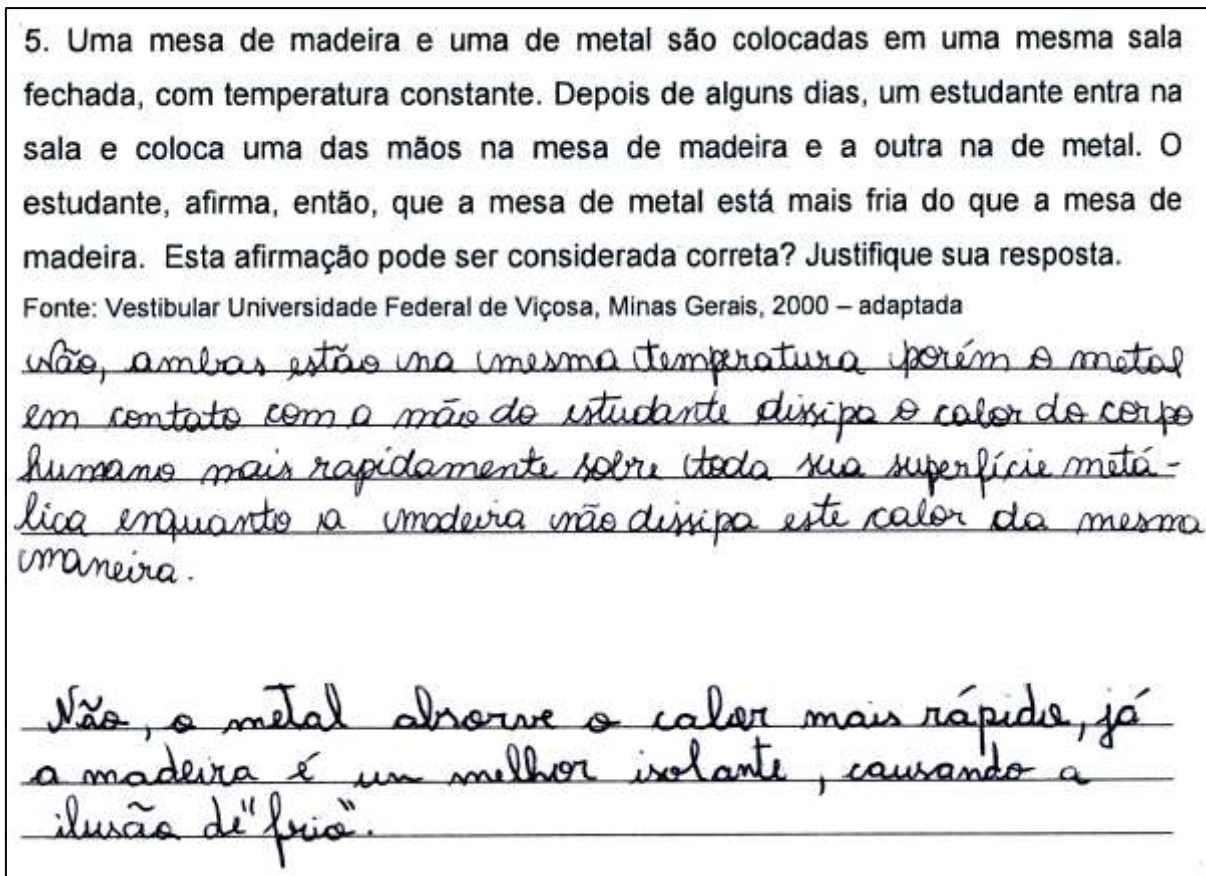 5. Uma mesa de madeira e uma de metal são colocadas em uma mesma sala
fechada, com temperatura constante. Depois de alguns dias, um estudante entra na
sala e coloca uma das mãos na mesa de madeira e a outra na de metal. O
estudante, afirma, então, que a mesa de metal está mais fria do que a mesa de
madeira. Esta afirmação pode ser considerada correta? Justifique sua resposta.
Fonte: Vestibular Universidade Federal de Viçosa, Minas Gerais, 2000 – adaptada
Não, ambas estão na mesma temperatura porém o metal
em contato com a mão do estudante dissipa o calor do corpo
humano mais rapidamente sobre toda sua superfície metá-
lica enquanto a madeira não dissipa este calor da mesma
maneira.
Não, o metal absorve o calor mais rápido, já
a madeira é um melhor isolante, causando a
ilusão de "frio".